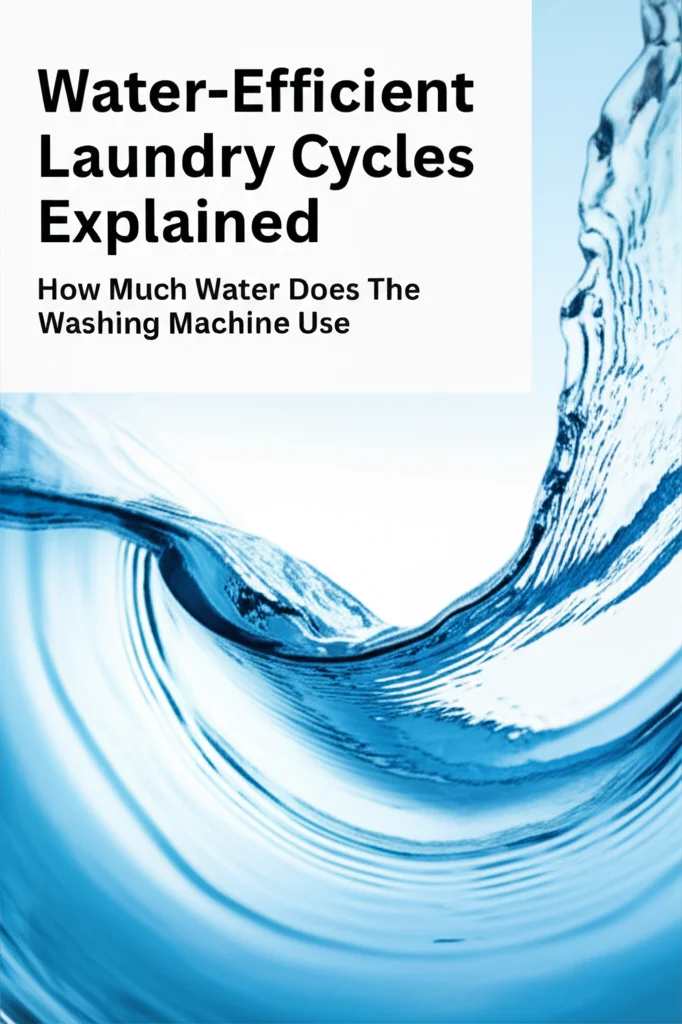 Water-Efficient
Laundry Cycles
Explained
How Much Water Does The
Washing Machine Use